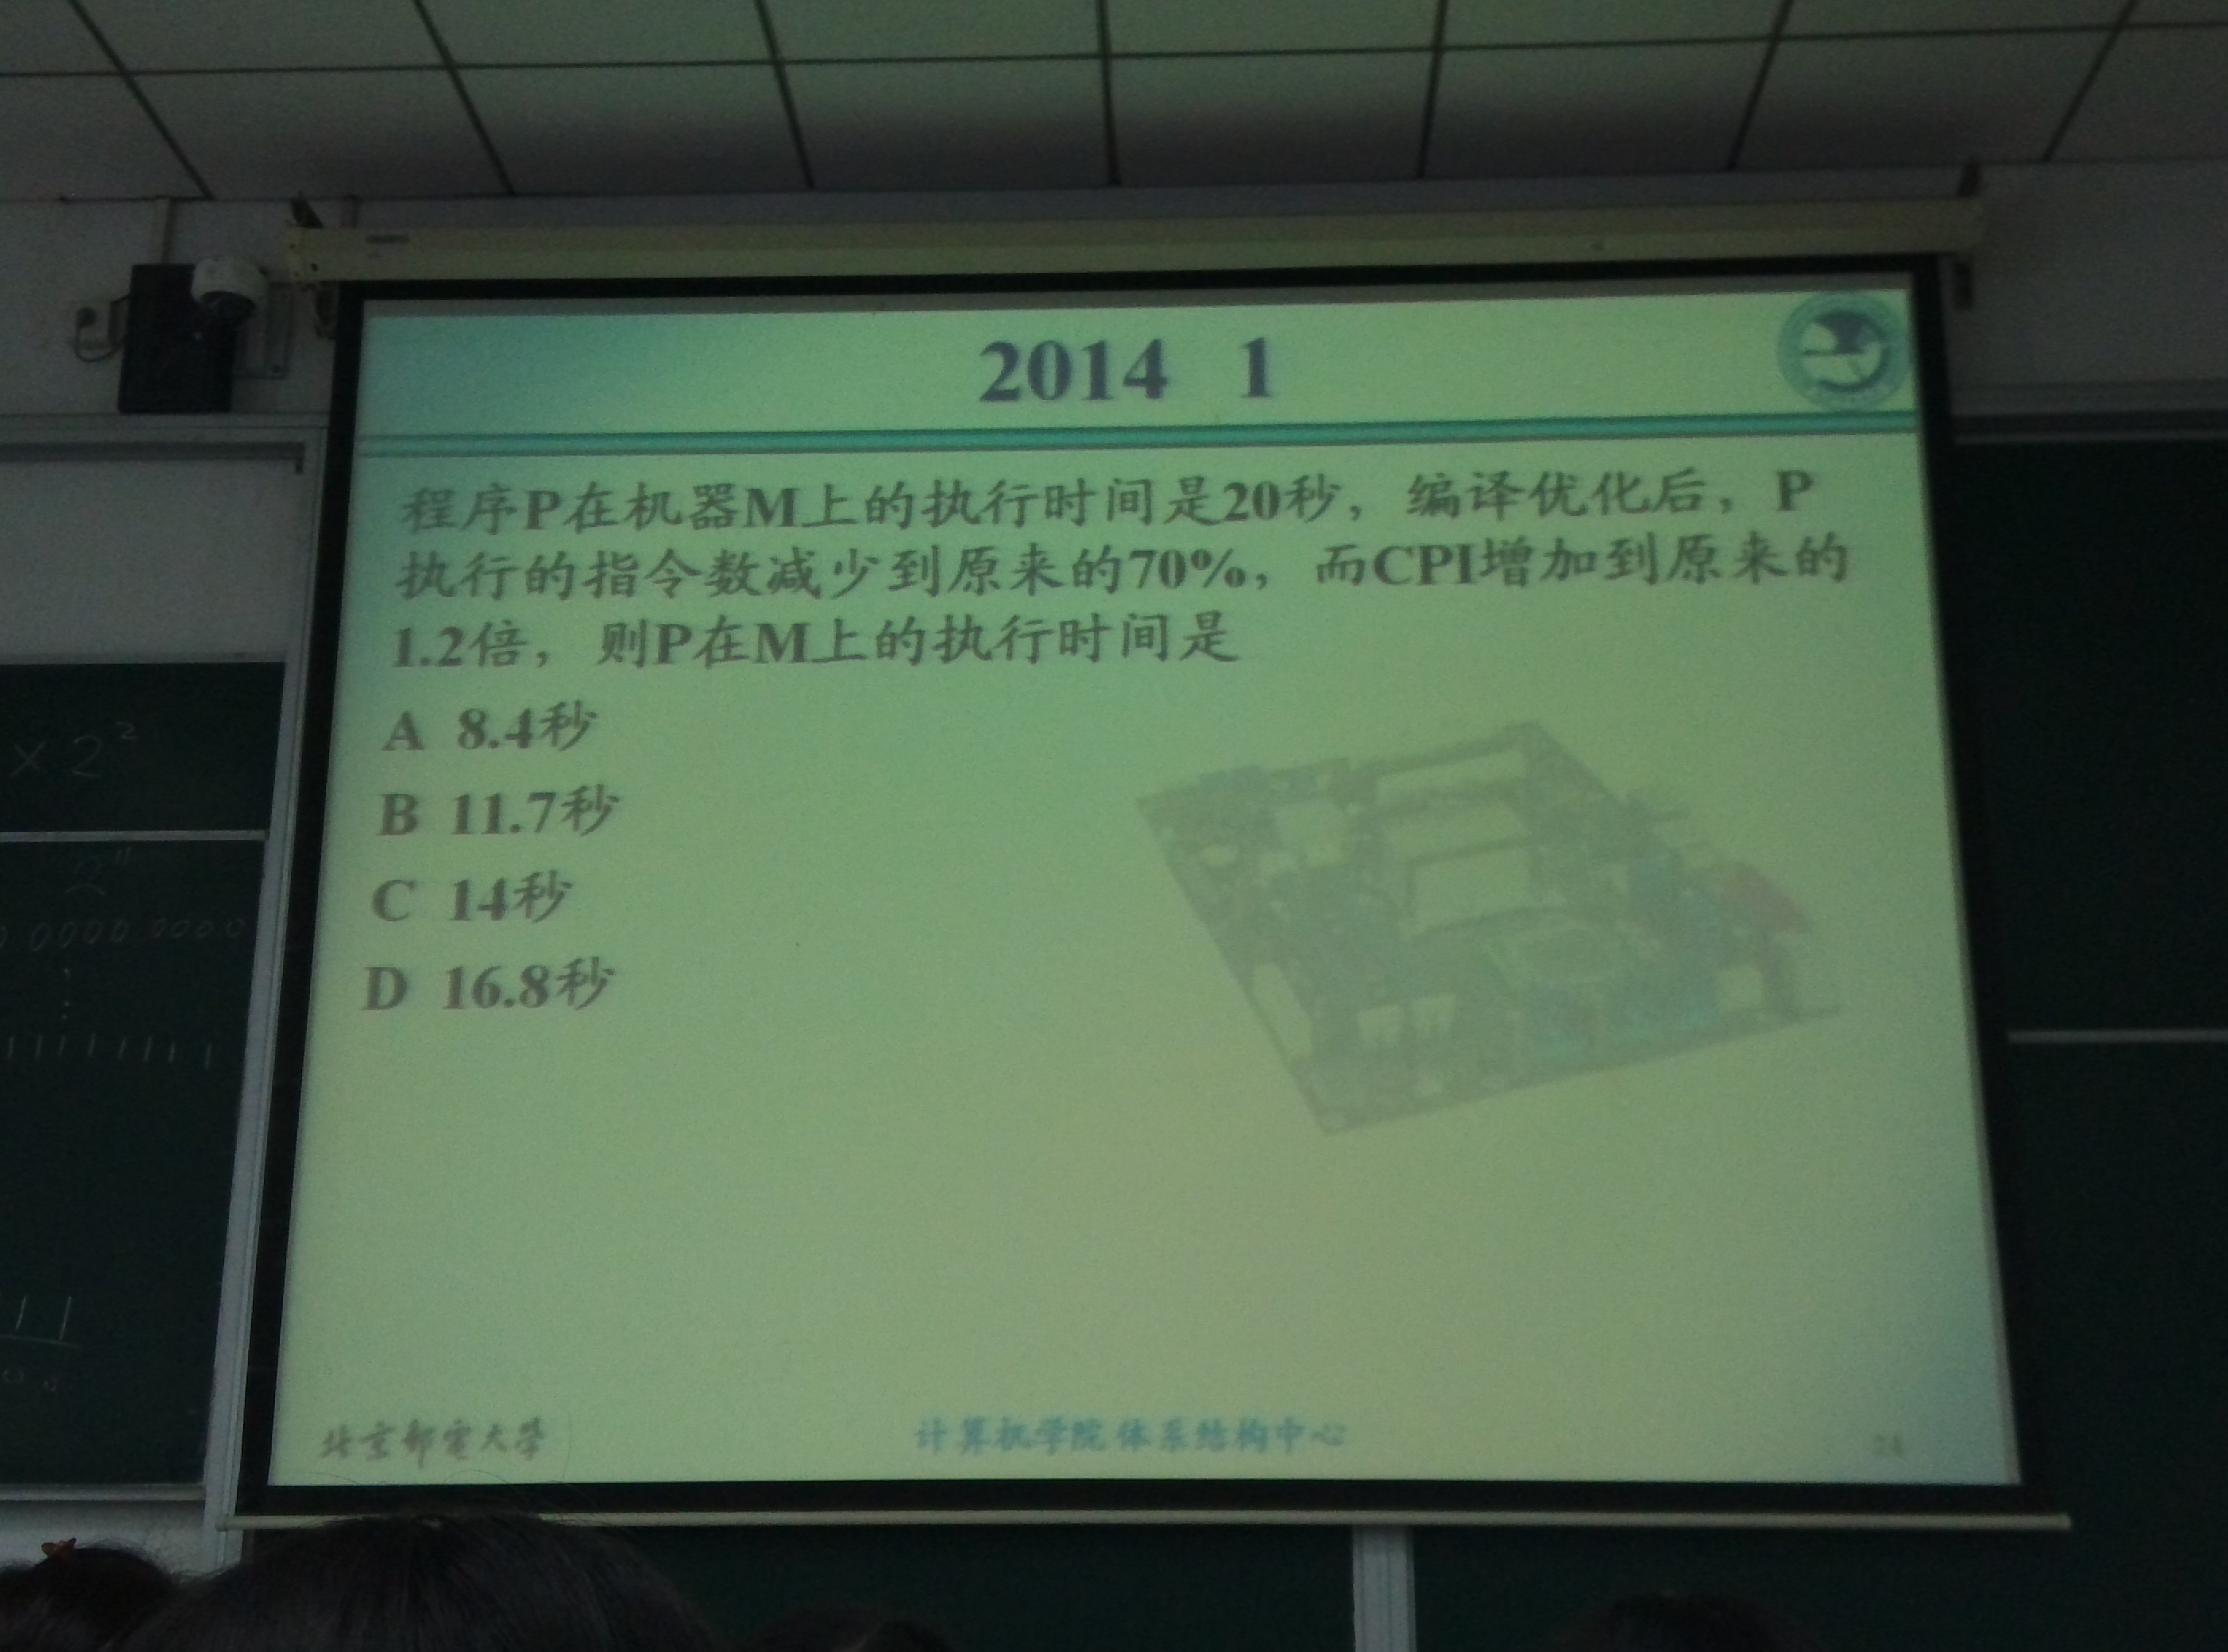 2014 1
程序P在机器M上的执行时间是20秒，编译优化后，P
执行的指令数减少到原来的70%，而CPI增加到原来的
1.2倍，则P在M上的执行时间是
A 8.4秒
B 11.7秒
C 14秒
D 16.8秒
北京邮电大学
计算机学院体系结构中心
× 2²
0000 0000